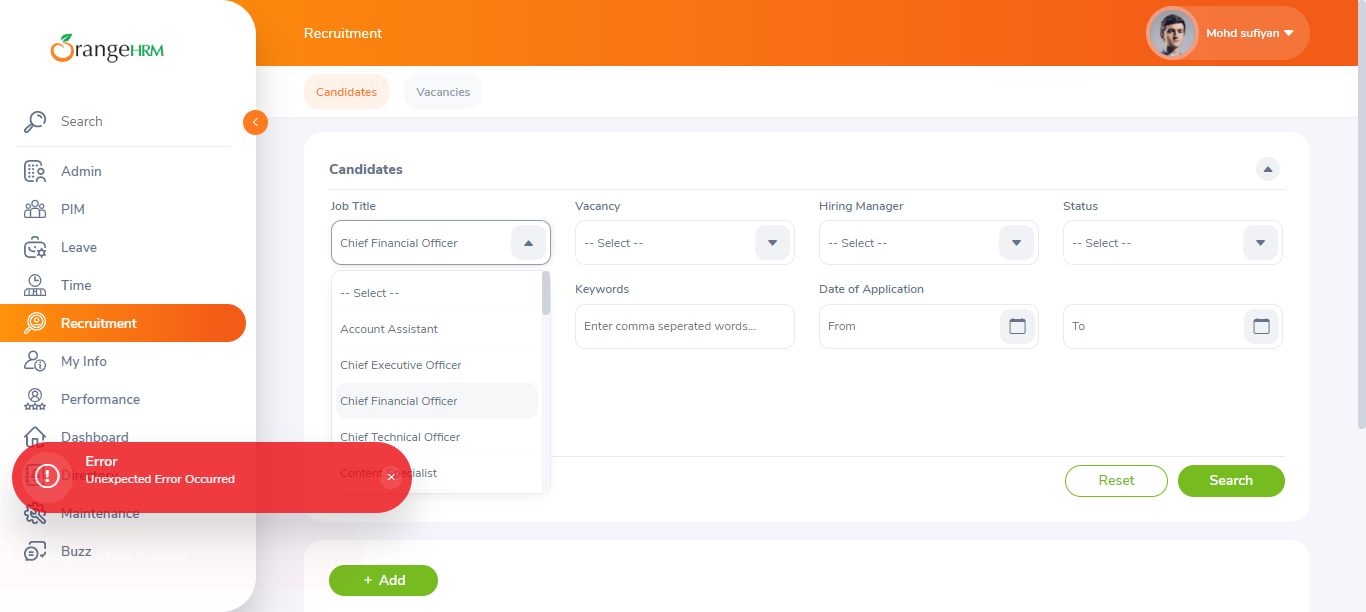 OrangeHRM
Search
Admin
PIM
Leave
Time
Recruitment
My Info
Performance
Dashboard
Directory
Maintenance
Buzz
Recruitment
Mohd sufiyan
Candidates
Vacancies
Candidates
Job Title
Vacancy
Hiring Manager
Status
Chief Financial Officer
-- Select --
-- Select --
-- Select --
-- Select --
Account Assistant
Chief Executive Officer
Chief Financial Officer
Chief Technical Officer
Content Specialist
Keywords
Date of Application
Enter comma seperated words...
From
To
Error
Unexpected Error Occurred
Reset
Search
+ Add